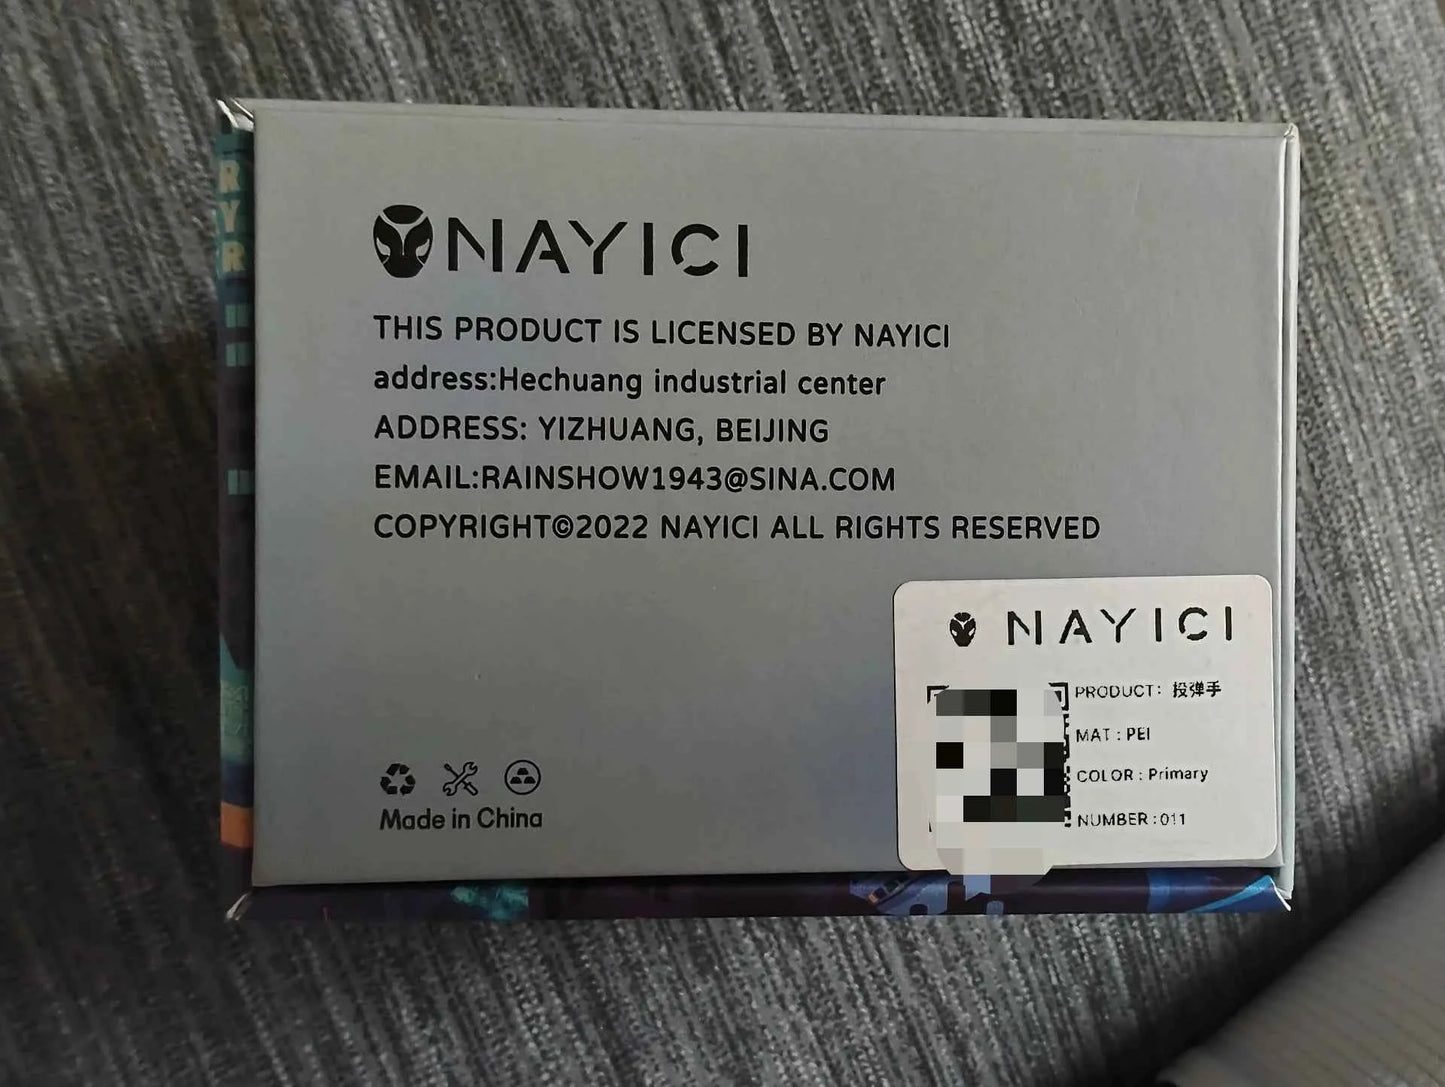 R
Y
R
NAYICI
THIS PRODUCT IS LICENSED BY NAYICI
address:Hechuang industrial center
ADDRESS: YIZHUANG, BEIJING
EMAIL:RAINSHOW1943@SINA.COM
COPYRIGHT©2022 NAYICI ALL RIGHTS RESERVED
Made in China
NAYICI
PRODUCT: 投弹手
MAT : PEI
COLOR : Primary
NUMBER :011